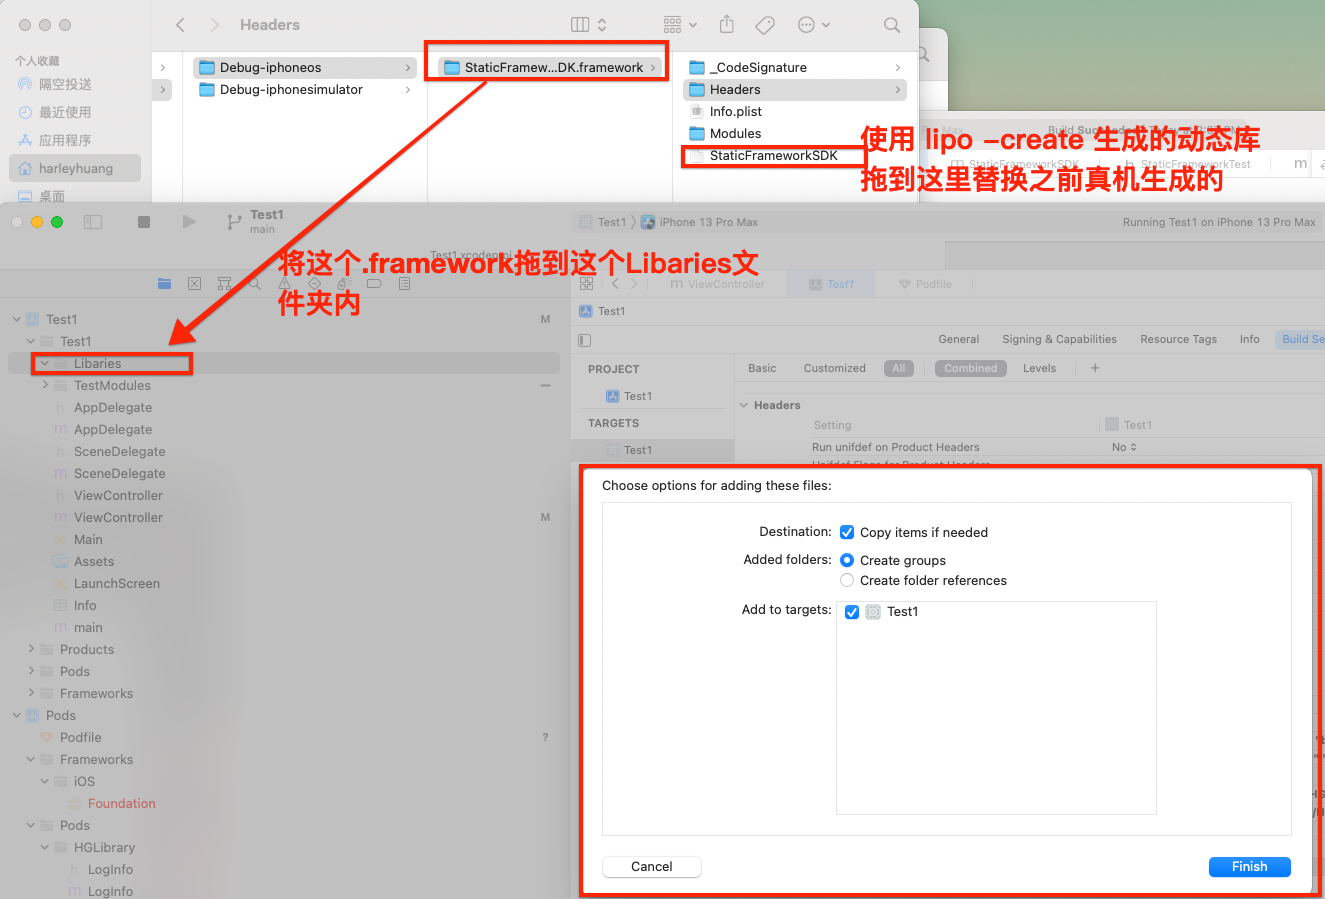 Headers
个人收藏
隔空投送
最近使用
应用程序
harleyhuang
桌面
Debug-iphoneos
Debug-iphonesimulator
StaticFramew...DK.framework
_CodeSignature
Headers
Info.plist
Modules
StaticFrameworkSDK
使用 lipo –create 生成的动态库
拖到这里替换之前真机生成的
StaticFrameworkSDK
StaticFrameworkTest
m
Test1
main
Test1
iPhone 13 Pro Max
Running Test1 on iPhone 13 Pro Max
Test1.xcodeproj
将这个.framework拖到这个Libaries文
件夹内
m ViewController
Test1
Podfile
Test1
Test1
M
Test1
Libaries
TestModules
h AppDelegate
m AppDelegate
h SceneDelegate
m SceneDelegate
h ViewController
m ViewController
M
Main
Assets
LaunchScreen
Info
m main
Products
Pods
Frameworks
Pods
Podfile
?
Frameworks
iOS
Foundation
Pods
HGLibrary
h LogInfo
m LogInfo
General
Signing & Capabilities
Resource Tags
Info
Build Se
PROJECT
Test1
TARGETS
Test1
Basic
Customized
All
Combined
Levels
+
Headers
Setting
Test1
Run unifdef on Product Headers
No
Unifdef Flags for Product Headers
Choose options for adding these files:
Destination:
Copy items if needed
Added folders:
Create groups
Create folder references
Add to targets:
Test1
Cancel
Finish